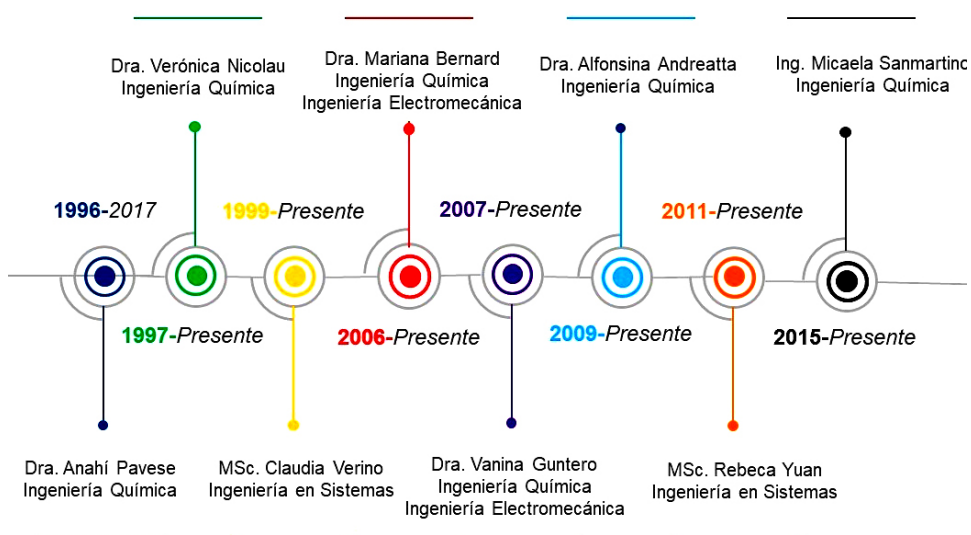 Dra. Verónica Nicolau
Ingeniería Química
Dra. Mariana Bernard
Ingeniería Química
Ingeniería Electromecánica
Dra. Alfonsina Andreatta
Ingeniería Química
Ing. Micaela Sanmartino
Ingeniería Química
1996-2017
1999-Presente
2007-Presente
2011-Presente
1997-Presente
2006-Presente
2009-Presente
2015-Presente
Dra. Anahí Pavese
Ingeniería Química
MSc. Claudia Verino
Ingeniería en Sistemas
Dra. Vanina Guntero
Ingeniería Química
Ingeniería Electromecánica
MSc. Rebeca Yuan
Ingeniería en Sistemas